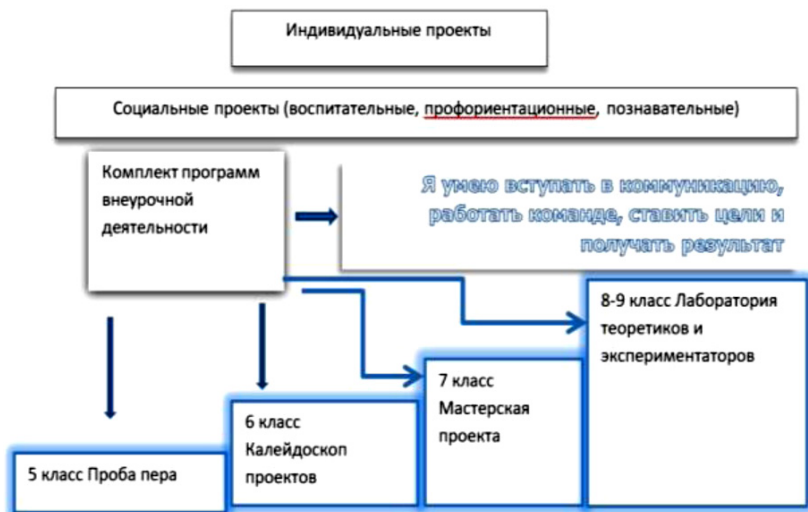 Индивидуальные проекты
Социальные проекты (воспитательные, профориентационные, познавательные)
Комплект программ
внеурочной
деятельности
Я умею вступать в коммуникацию,
работать команде, ставить цели и
получать результат
8-9 класс Лаборатория
теоретиков и
экспериментаторов
7 класс
Мастерская
проекта
6 класс
Калейдоскоп
проектов
5 класс Проба пера